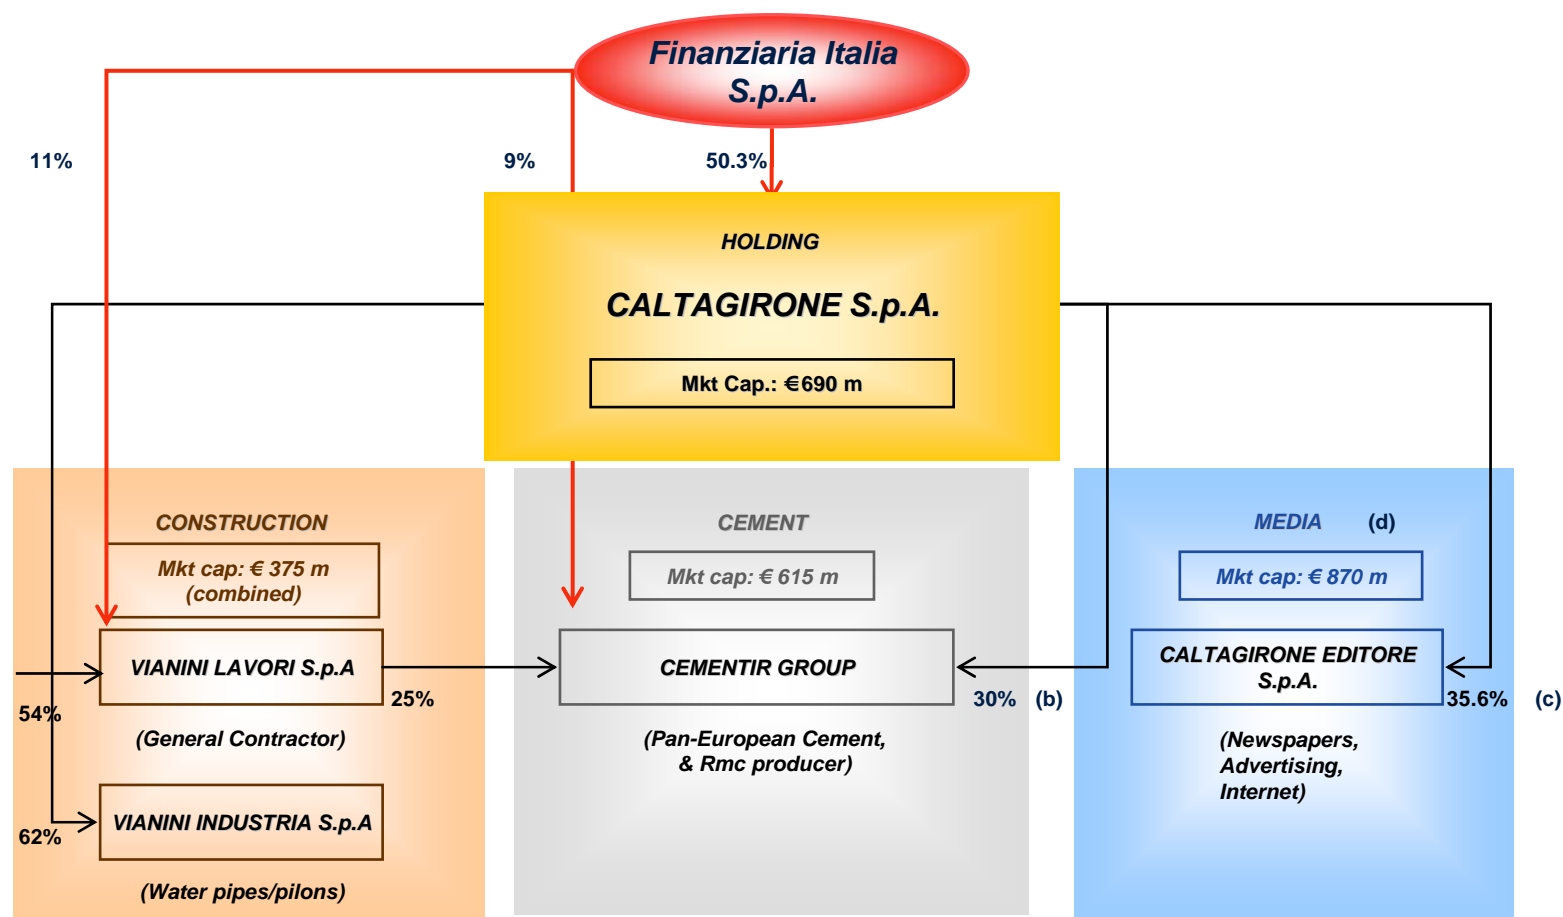 Finanziaria Italia
S.p.A.
11%
9%
50.3%
HOLDING
CALTAGIRONE S.p.A.
Mkt Cap.: €690 m
CONSTRUCTION
Mkt cap: € 375 m
(combined)
VIANINI LAVORI S.p.A
54%
25%
(General Contractor)
VIANINI INDUSTRIA S.p.A
62%
(Water pipes/pilons)
CEMENT
Mkt cap: € 615 m
CEMENTIR GROUP
30% (b)
(Pan-European Cement,
& Rmc producer)
MEDIA (d)
Mkt cap: € 870 m
CALTAGIRONE EDITORE
S.p.A.
35.6% (c)
(Newspapers,
Advertising,
Internet)